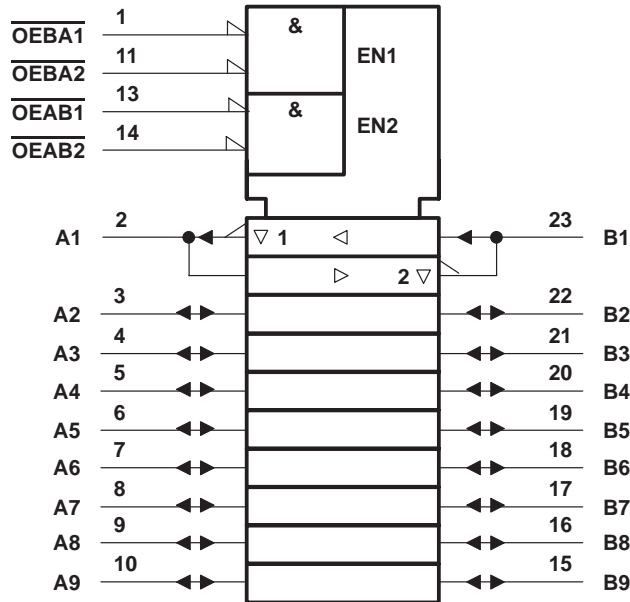 1
OEBA1
&
EN1
11
OEBA2
13
OEAB1
&
EN2
14
OEAB2
A1 2 ▽ 1 ◁ 23 B1
▷ 2 ▽
A2 3 22 B2
A3 4 21 B3
A4 5 20 B4
A5 6 19 B5
A6 7 18 B6
A7 8 17 B7
A8 9 16 B8
A9 10 15 B9